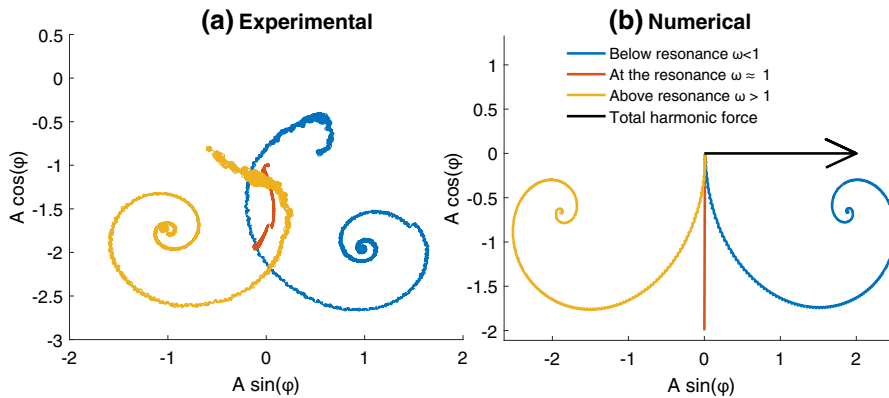 (a) Experimental
0.5
0
-0.5
-1
-1.5
-2
-2.5
-3
A cos(φ)
-2
-1
0
1
2
A sin(φ)
(b) Numerical
Below resonance ω<1
At the resonance ω ≈ 1
Above resonance ω > 1
Total harmonic force
1
0.5
0
-0.5
-1
-1.5
-2
A cos(φ)
-2
-1
0
1
2
A sin(φ)